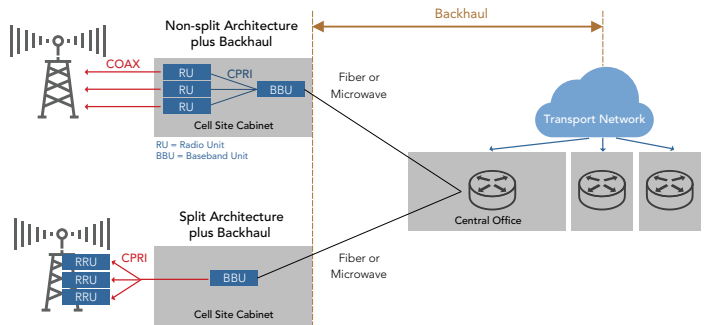 Non-split Architecture
plus Backhaul
Backhaul
COAX
RU
CPRI
RU
BBU
RU
Cell Site Cabinet
RU = Radio Unit
BBU = Baseband Unit
Fiber or
Microwave
Transport Network
Central Office
Split Architecture
plus Backhaul
RRU
CPRI
RRU
BBU
RRU
Cell Site Cabinet
Fiber or
Microwave